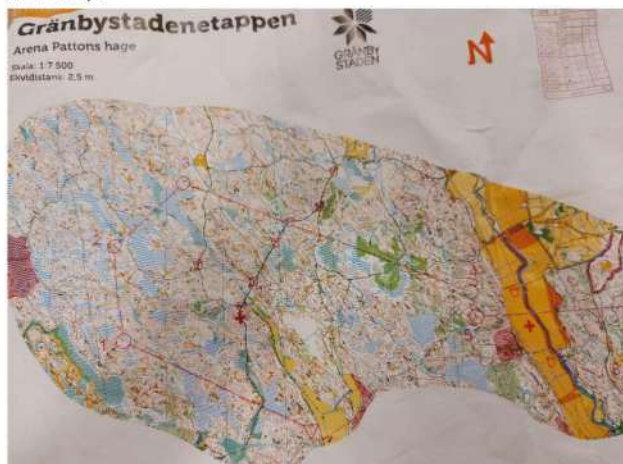 Gränbystadenetappen
Arena Pattons hage
Skala: 1:7 500
Ekvidistans: 2,5 m
GRÄNBY
STADEN
N